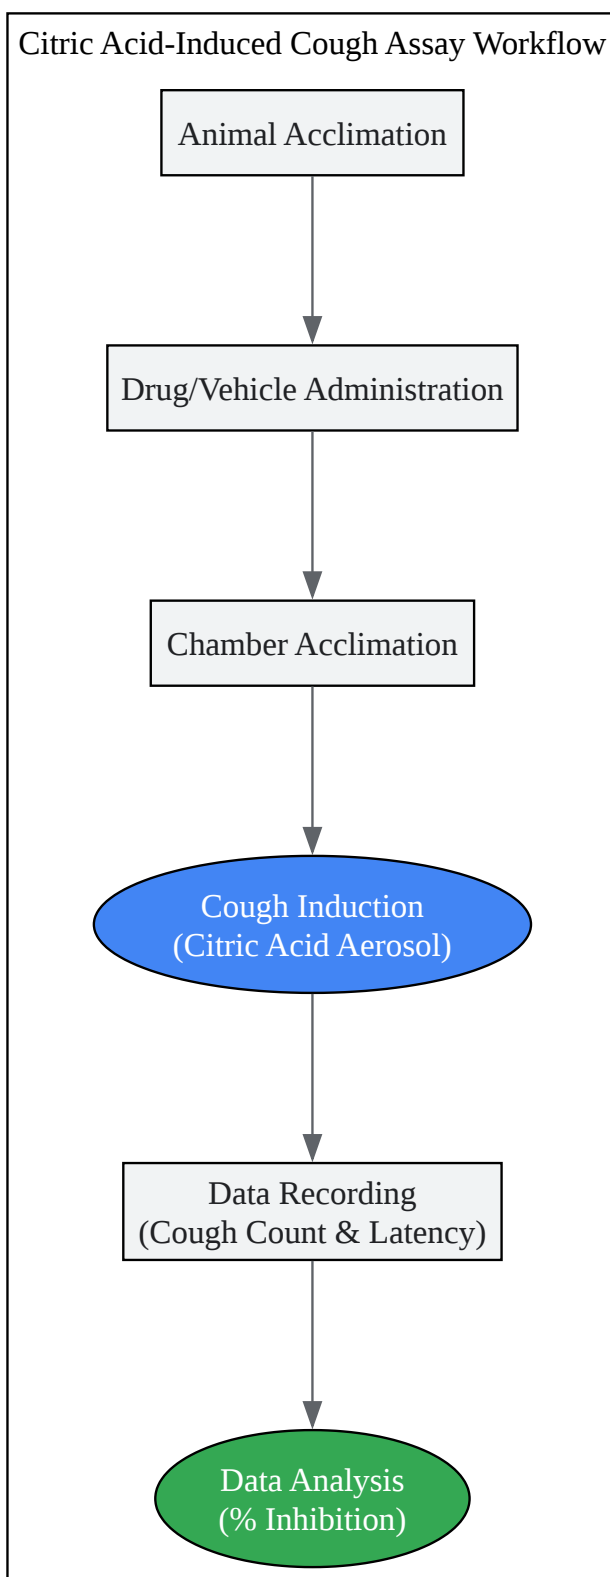 Citric Acid-Induced Cough Assay Workflow
Animal Acclimation
Drug/Vehicle Administration
Chamber Acclimation
Cough Induction
(Citric Acid Aerosol)
Data Recording
(Cough Count & Latency)
Data Analysis
(% Inhibition)